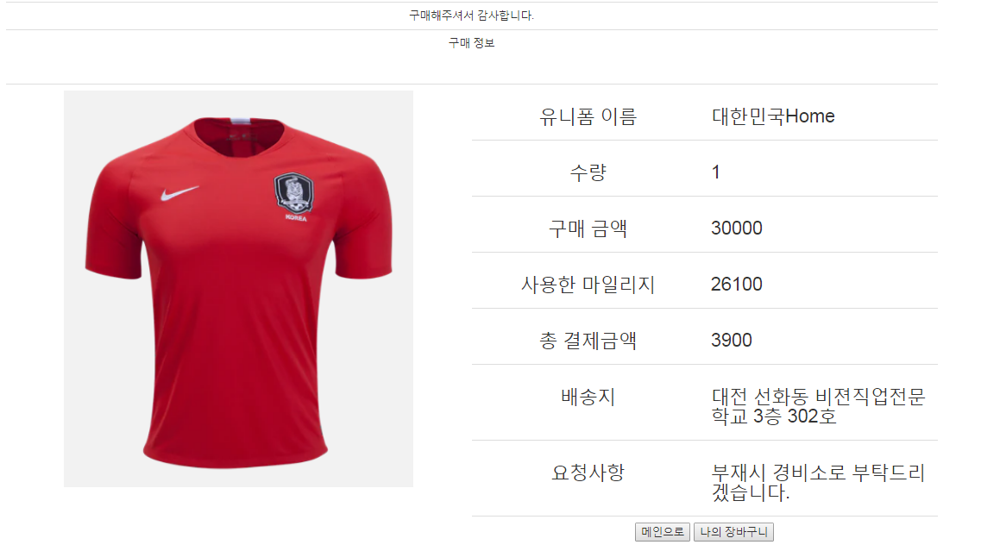 구매해주셔서 감사합니다.
구매 정보
KOREA
유니폼 이름 대한민국Home
수량 1
구매 금액 30000
사용한 마일리지 26100
총 결제금액 3900
배송지 대전 선화동 비젼직업전문
학교 3층 302호
요청사항 부재시 경비소로 부탁드리
겠습니다.
메인으로 나의 장바구니